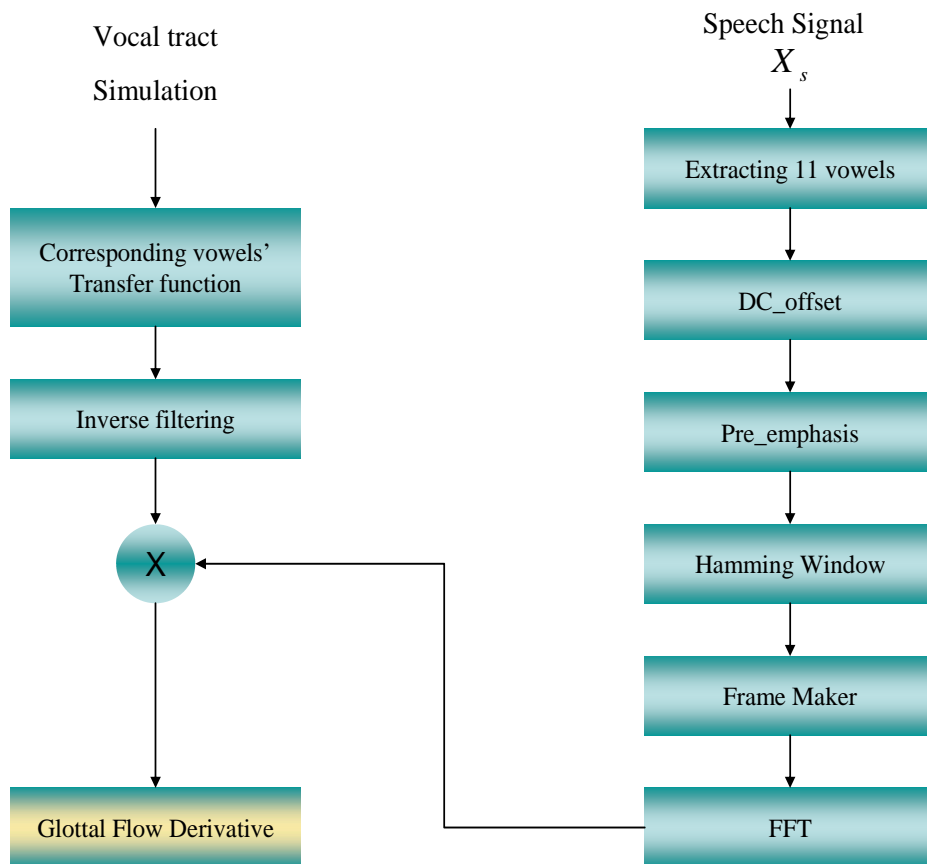 Vocal tract
Simulation
Corresponding vowels’
Transfer function
Inverse filtering
X
Glottal Flow Derivative
Speech Signal
X s
Extracting 11 vowels
DC_offset
Pre_emphasis
Hamming Window
Frame Maker
FFT